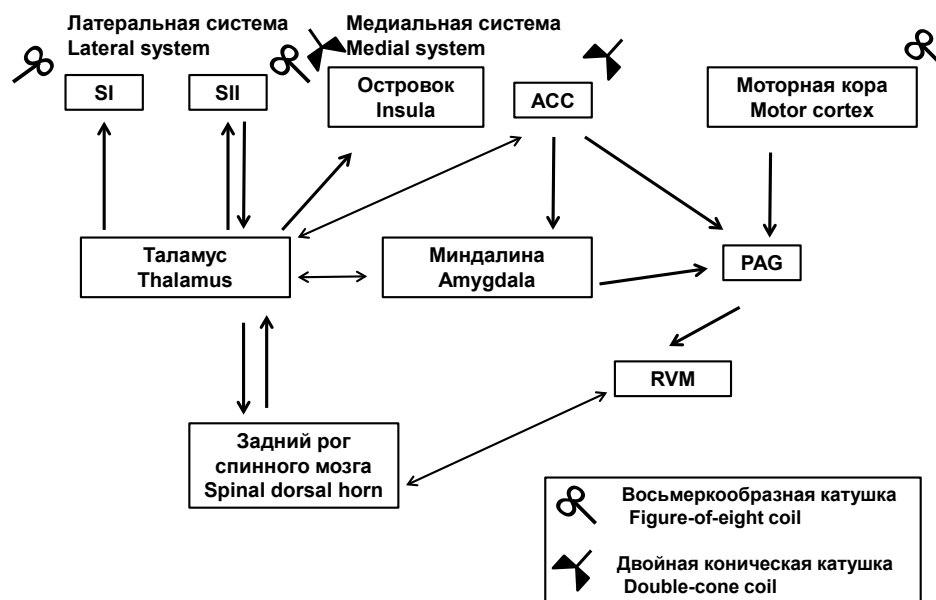 Латеральная система
Lateral system
Медиальная система
Medial system
SI
SII
Островок
Insula
ACC
Моторная кора
Motor cortex
Таламус
Thalamus
Миндалина
Amygdala
PAG
RVM
Задний рог
спинного мозга
Spinal dorsal horn
Восьмеркообразная катушка
Figure-of-eight coil
Двойная коническая катушка
Double-cone coil